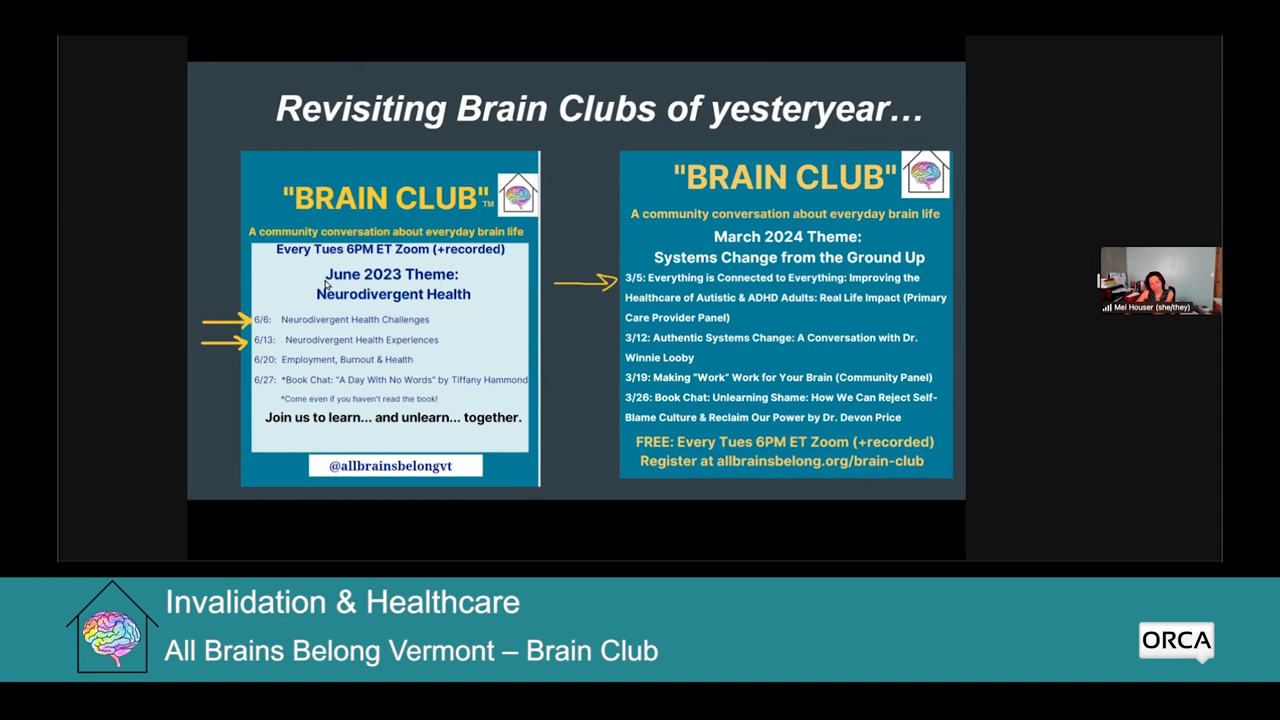 Revisiting Brain Clubs of yesteryear…
"BRAIN CLUB"TM
A community conversation about everyday brain life
Every Tues 6PM ET Zoom (+recorded)
June 2023 Theme:
Neurodivergent Health
6/6: Neurodivergent Health Challenges
6/13: Neurodivergent Health Experiences
6/20: Employment, Burnout & Health
6/27: *Book Chat: "A Day With No Words" by Tiffany Hammond
*Come even if you haven't read the book!
Join us to learn... and unlearn... together.
@allbrainsbelongvt
"BRAIN CLUB"
A community conversation about everyday brain life
March 2024 Theme:
Systems Change from the Ground Up
3/5: Everything is Connected to Everything: Improving the
Healthcare of Autistic & ADHD Adults: Real Life Impact (Primary
Care Provider Panel)
3/12: Authentic Systems Change: A Conversation with Dr.
Winnie Looby
3/19: Making "Work" Work for Your Brain (Community Panel)
3/26: Book Chat: Unlearning Shame: How We Can Reject Self-
Blame Culture & Reclaim Our Power by Dr. Devon Price
FREE: Every Tues 6PM ET Zoom (+recorded)
Register at allbrainsbelong.org/brain-club
Mel Houser (she/they)
Invalidation & Healthcare
All Brains Belong Vermont – Brain Club
ORCA